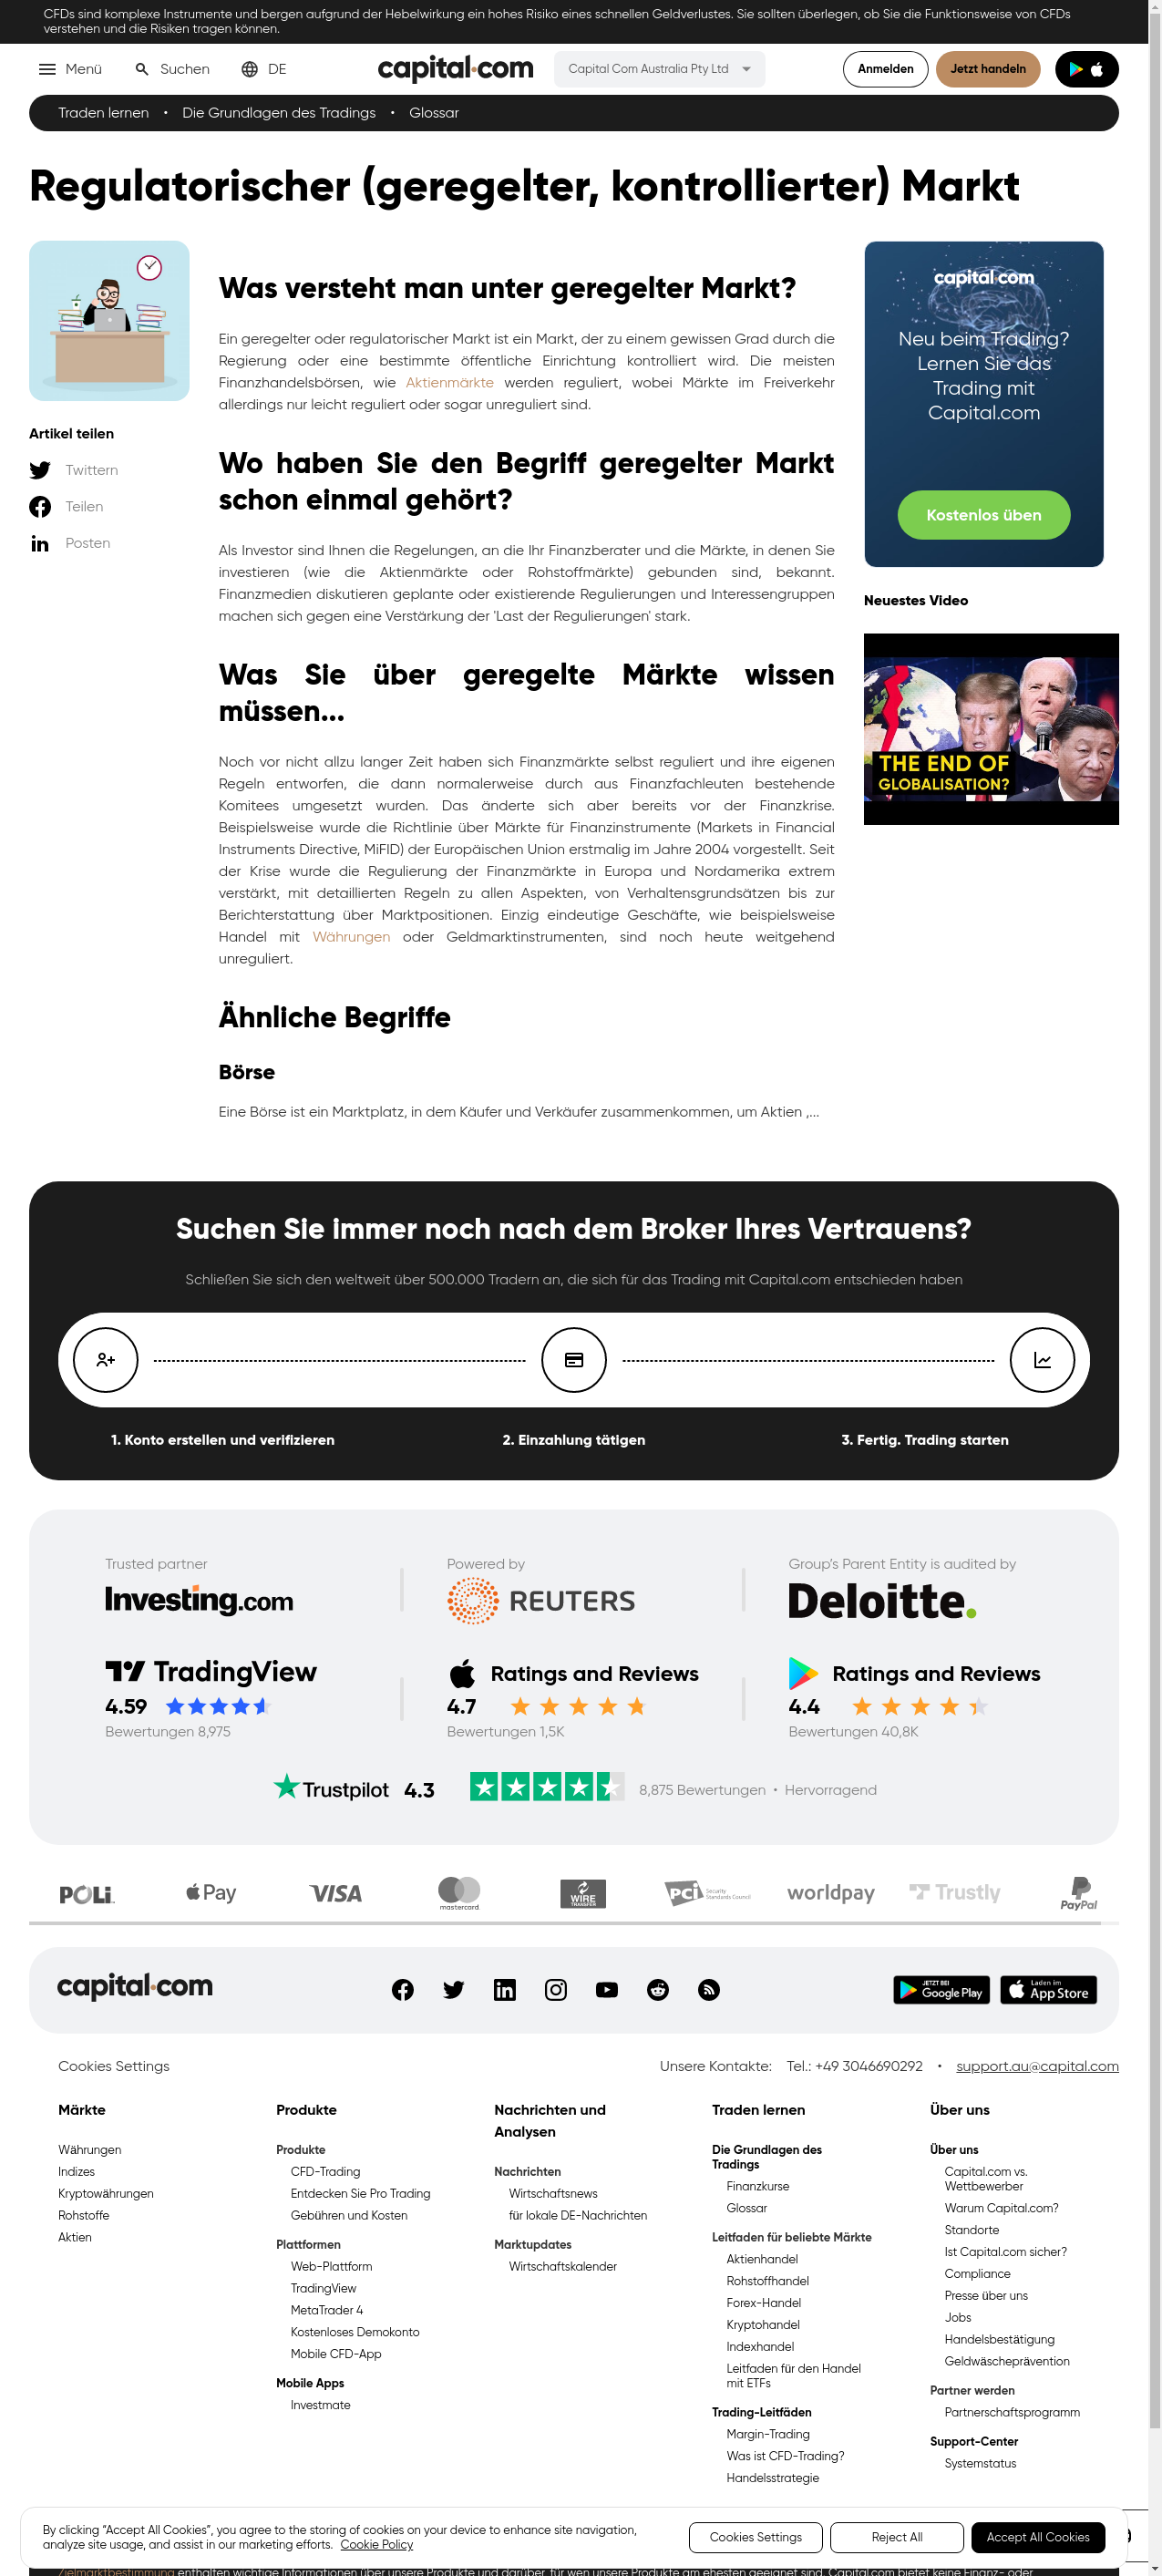 CFDs sind komplexe Instrumente und bergen aufgrund der Hebelwirkung ein hohes Risiko eines schnellen Geldverlustes. Sie sollten überlegen, ob Sie die Funktionsweise von CFDs
verstehen und die Risiken tragen können.
Menü
Suchen
DE
capital.com
Capital Com Australia Pty Ltd
Anmelden
Jetzt handeln
Traden lernen • Die Grundlagen des Tradings • Glossar
Regulatorischer (geregelter, kontrollierter) Markt
Artikel teilen
Twittern
Teilen
Posten
Was versteht man unter geregelter Markt?
Ein geregelter oder regulatorischer Markt ist ein Markt, der zu einem gewissen Grad durch die
Regierung oder eine bestimmte öffentliche Einrichtung kontrolliert wird. Die meisten
Finanzhandelsbörsen, wie Aktienmärkte werden reguliert, wobei Märkte im Freiverkehr
allerdings nur leicht reguliert oder sogar unreguliert sind.
Wo haben Sie den Begriff geregelter Markt
schon einmal gehört?
Als Investor sind Ihnen die Regelungen, an die Ihr Finanzberater und die Märkte, in denen Sie
investieren (wie die Aktienmärkte oder Rohstoffmärkte) gebunden sind, bekannt.
Finanzmedien diskutieren geplante oder existierende Regulierungen und Interessengruppen
machen sich gegen eine Verstärkung der 'Last der Regulierungen' stark.
Was Sie über geregelte Märkte wissen
müssen...
Noch vor nicht allzu langer Zeit haben sich Finanzmärkte selbst reguliert und ihre eigenen
Regeln entworfen, die dann normalerweise durch aus Finanzfachleuten bestehende
Komitees umgesetzt wurden. Das änderte sich aber bereits vor der Finanzkrise.
Beispielsweise wurde die Richtlinie über Märkte für Finanzinstrumente (Markets in Financial
Instruments Directive, MiFID) der Europäischen Union erstmalig im Jahre 2004 vorgestellt. Seit
der Krise wurde die Regulierung der Finanzmärkte in Europa und Nordamerika extrem
verstärkt, mit detaillierten Regeln zu allen Aspekten, von Verhaltensgrundsätzen bis zur
Berichterstattung über Marktpositionen. Einzig eindeutige Geschäfte, wie beispielsweise
Handel mit Währungen oder Geldmarktinstrumenten, sind noch heute weitgehend
unreguliert.
Ähnliche Begriffe
Börse
Eine Börse ist ein Marktplatz, in dem Käufer und Verkäufer zusammenkommen, um Aktien ,...
capital.com
Neu beim Trading?
Lernen Sie das
Trading mit
Capital.com
Kostenlos üben
Neuestes Video
THE END OF
GLOBALISATION?
Suchen Sie immer noch nach dem Broker Ihres Vertrauens?
Schließen Sie sich den weltweit über 500.000 Tradern an, die sich für das Trading mit Capital.com entschieden haben
1. Konto erstellen und verifizieren
2. Einzahlung tätigen
3. Fertig. Trading starten
Trusted partner
Investing.com
Powered by
REUTERS
Group's Parent Entity is audited by
Deloitte.
TradingView
4.59
Bewertungen 8,975
Ratings and Reviews
4.7
Bewertungen 1,5K
Ratings and Reviews
4.4
Bewertungen 40,8K
Trustpilot 4.3
8,875 Bewertungen • Hervorragend
POLi
Pay
VISA
mastercard
WIRE
TRANSFER
PCi Security
Standards Council
worldpay
Trustly
PayPal
capital.com
JETZT BEI
Google Play
Laden im
App Store
Cookies Settings
Unsere Kontakte: Tel.: +49 3046690292 • support.au@capital.com
Märkte
Währungen
Indizes
Kryptowährungen
Rohstoffe
Aktien
Produkte
Produkte
CFD-Trading
Entdecken Sie Pro Trading
Gebühren und Kosten
Plattformen
Web-Plattform
TradingView
MetaTrader 4
Kostenloses Demokonto
Mobile CFD-App
Mobile Apps
Investmate
Nachrichten und
Analysen
Nachrichten
Wirtschaftsnews
für lokale DE-Nachrichten
Marktupdates
Wirtschaftskalender
Traden lernen
Die Grundlagen des
Tradings
Finanzkurse
Glossar
Leitfaden für beliebte Märkte
Aktienhandel
Rohstoffhandel
Forex-Handel
Kryptohandel
Indexhandel
Leitfaden für den Handel
mit ETFs
Trading-Leitfäden
Margin-Trading
Was ist CFD-Trading?
Handelsstrategie
Über uns
Über uns
Capital.com vs.
Wettbewerber
Warum Capital.com?
Standorte
Ist Capital.com sicher?
Compliance
Presse über uns
Jobs
Handelsbestätigung
Geldwäscheprävention
Partner werden
Partnerschaftsprogramm
Support-Center
Systemstatus
By clicking “Accept All Cookies”, you agree to the storing of cookies on your device to enhance site navigation,
analyze site usage, and assist in our marketing efforts. Cookie Policy
Cookies Settings
Reject All
Accept All Cookies
Zielmarktbestimmung enthalten wichtige Informationen über unsere Produkte und darüber, für wen unsere Produkte am ehesten geeignet sind. Capital.com bietet keine Finanz- oder